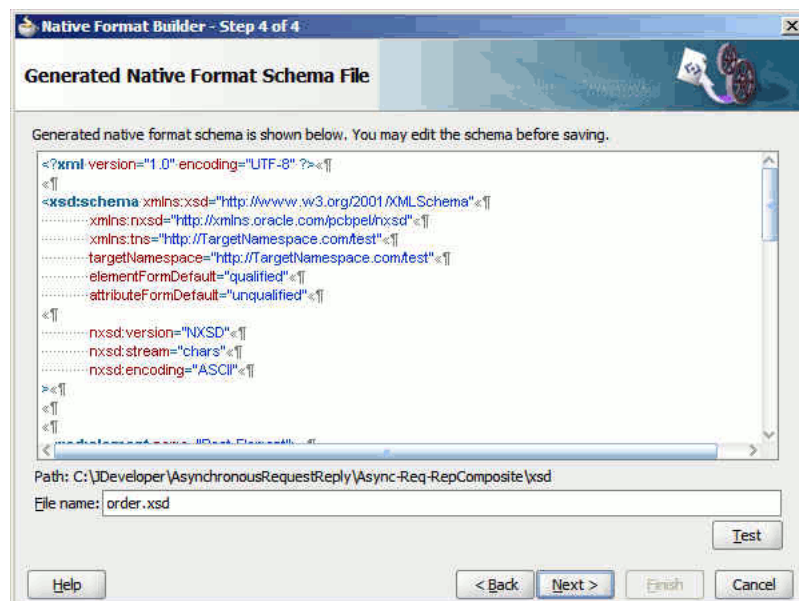 Native Format Builder - Step 4 of 4
Generated Native Format Schema File
Generated native format schema is shown below. You may edit the schema before saving.
<?xml·version="1.0"·encoding="UTF-8"·?>«¶
«¶
<xsd:schema·xmlns:xsd="http://www.w3.org/2001/XMLSchema"«¶
xmlns:nxsd="http://xmlns.oracle.com/pcbpel/nxsd"«¶
xmlns:tns="http://TargetNamespace.com/test"«¶
targetNamespace="http://TargetNamespace.com/test"«¶
elementFormDefault="qualified"«¶
attributeFormDefault="unqualified"«¶
«¶
nxsd:version="NXSD"«¶
nxsd:stream="chars"«¶
nxsd:encoding="ASCII"«¶
>«¶
«¶
«¶
Path: C:\JDeveloper\AsynchronousRequestReply\Async-Req-RepComposite\xsd
File name: order.xsd
Test
Help < Back Next > Finish Cancel